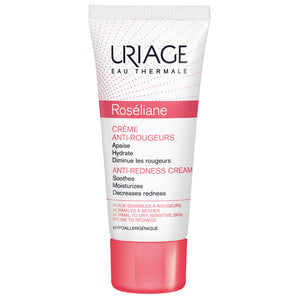 URIAGE
EAU THERMALE
Roséliane
CRÈME
ANTI-ROUGEURS
Apaise
Hydrate
Diminue les rougeurs
ANTI-REDNESS CREAM
Soothes
Moisturizes
Decreases redness
PEAUX SENSIBLES À ROUGEURS
NORMALES À SÈCHES
NORMAL TO DRY-SENSITIVE SKIN
PRONE TO REDNESS
HYPOALLERGÉNIQUE